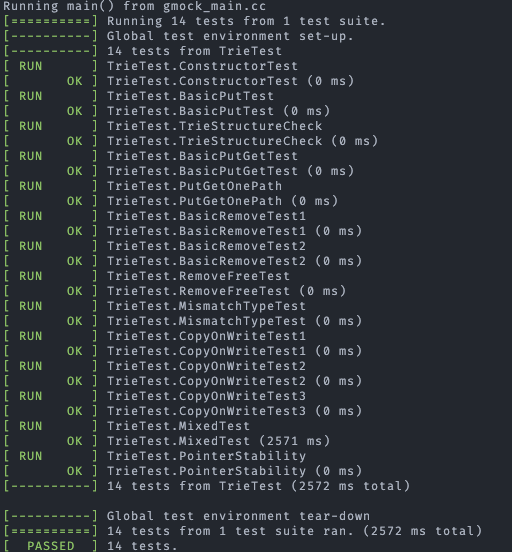 Running main() from gmock_main.cc
[==========] Running 14 tests from 1 test suite.
[----------] Global test environment set-up.
[----------] 14 tests from TrieTest
[ RUN      ] TrieTest.ConstructorTest
[       OK ] TrieTest.ConstructorTest (0 ms)
[ RUN      ] TrieTest.BasicPutTest
[       OK ] TrieTest.BasicPutTest (0 ms)
[ RUN      ] TrieTest.TrieStructureCheck
[       OK ] TrieTest.TrieStructureCheck (0 ms)
[ RUN      ] TrieTest.BasicPutGetTest
[       OK ] TrieTest.BasicPutGetTest (0 ms)
[ RUN      ] TrieTest.PutGetOnePath
[       OK ] TrieTest.PutGetOnePath (0 ms)
[ RUN      ] TrieTest.BasicRemoveTest1
[       OK ] TrieTest.BasicRemoveTest1 (0 ms)
[ RUN      ] TrieTest.BasicRemoveTest2
[       OK ] TrieTest.BasicRemoveTest2 (0 ms)
[ RUN      ] TrieTest.RemoveFreeTest
[       OK ] TrieTest.RemoveFreeTest (0 ms)
[ RUN      ] TrieTest.MismatchTypeTest
[       OK ] TrieTest.MismatchTypeTest (0 ms)
[ RUN      ] TrieTest.CopyOnWriteTest1
[       OK ] TrieTest.CopyOnWriteTest1 (0 ms)
[ RUN      ] TrieTest.CopyOnWriteTest2
[       OK ] TrieTest.CopyOnWriteTest2 (0 ms)
[ RUN      ] TrieTest.CopyOnWriteTest3
[       OK ] TrieTest.CopyOnWriteTest3 (0 ms)
[ RUN      ] TrieTest.MixedTest
[       OK ] TrieTest.MixedTest (2571 ms)
[ RUN      ] TrieTest.PointerStability
[       OK ] TrieTest.PointerStability (0 ms)
[----------] 14 tests from TrieTest (2572 ms total)

[----------] Global test environment tear-down
[==========] 14 tests from 1 test suite ran. (2572 ms total)
[  PASSED  ] 14 tests.